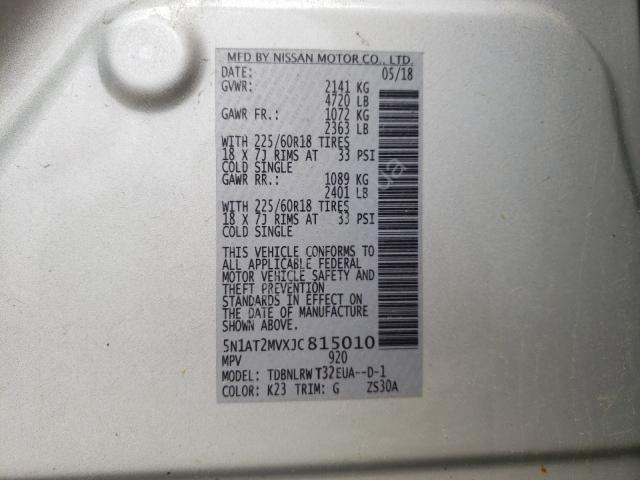 MFD BY NISSAN MOTOR CO., LTD.
DATE: 05/18
GVWR: 2141 KG
4720 LB
GAWR FR.: 1072 KG
2363 LB
WITH 225/60R18 TIRES
18 X 7J RIMS AT 33 PSI
COLD SINGLE
GAWR RR.: 1089 KG
2401 LB
WITH 225/60R18 TIRES
18 X 7J RIMS AT 33 PSI
COLD SINGLE
THIS VEHICLE CONFORMS TO
ALL APPLICABLE FEDERAL
MOTOR VEHICLE SAFETY AND
THEFT PREVENTION
STANDARDS IN EFFECT ON
THE DATE OF MANUFACTURE
SHOWN ABOVE.
5N1AT2MVXJC815010
MPV 920
MODEL: TDBNLRW T32EUA--D-1
COLOR: K23 TRIM: G ZS30A